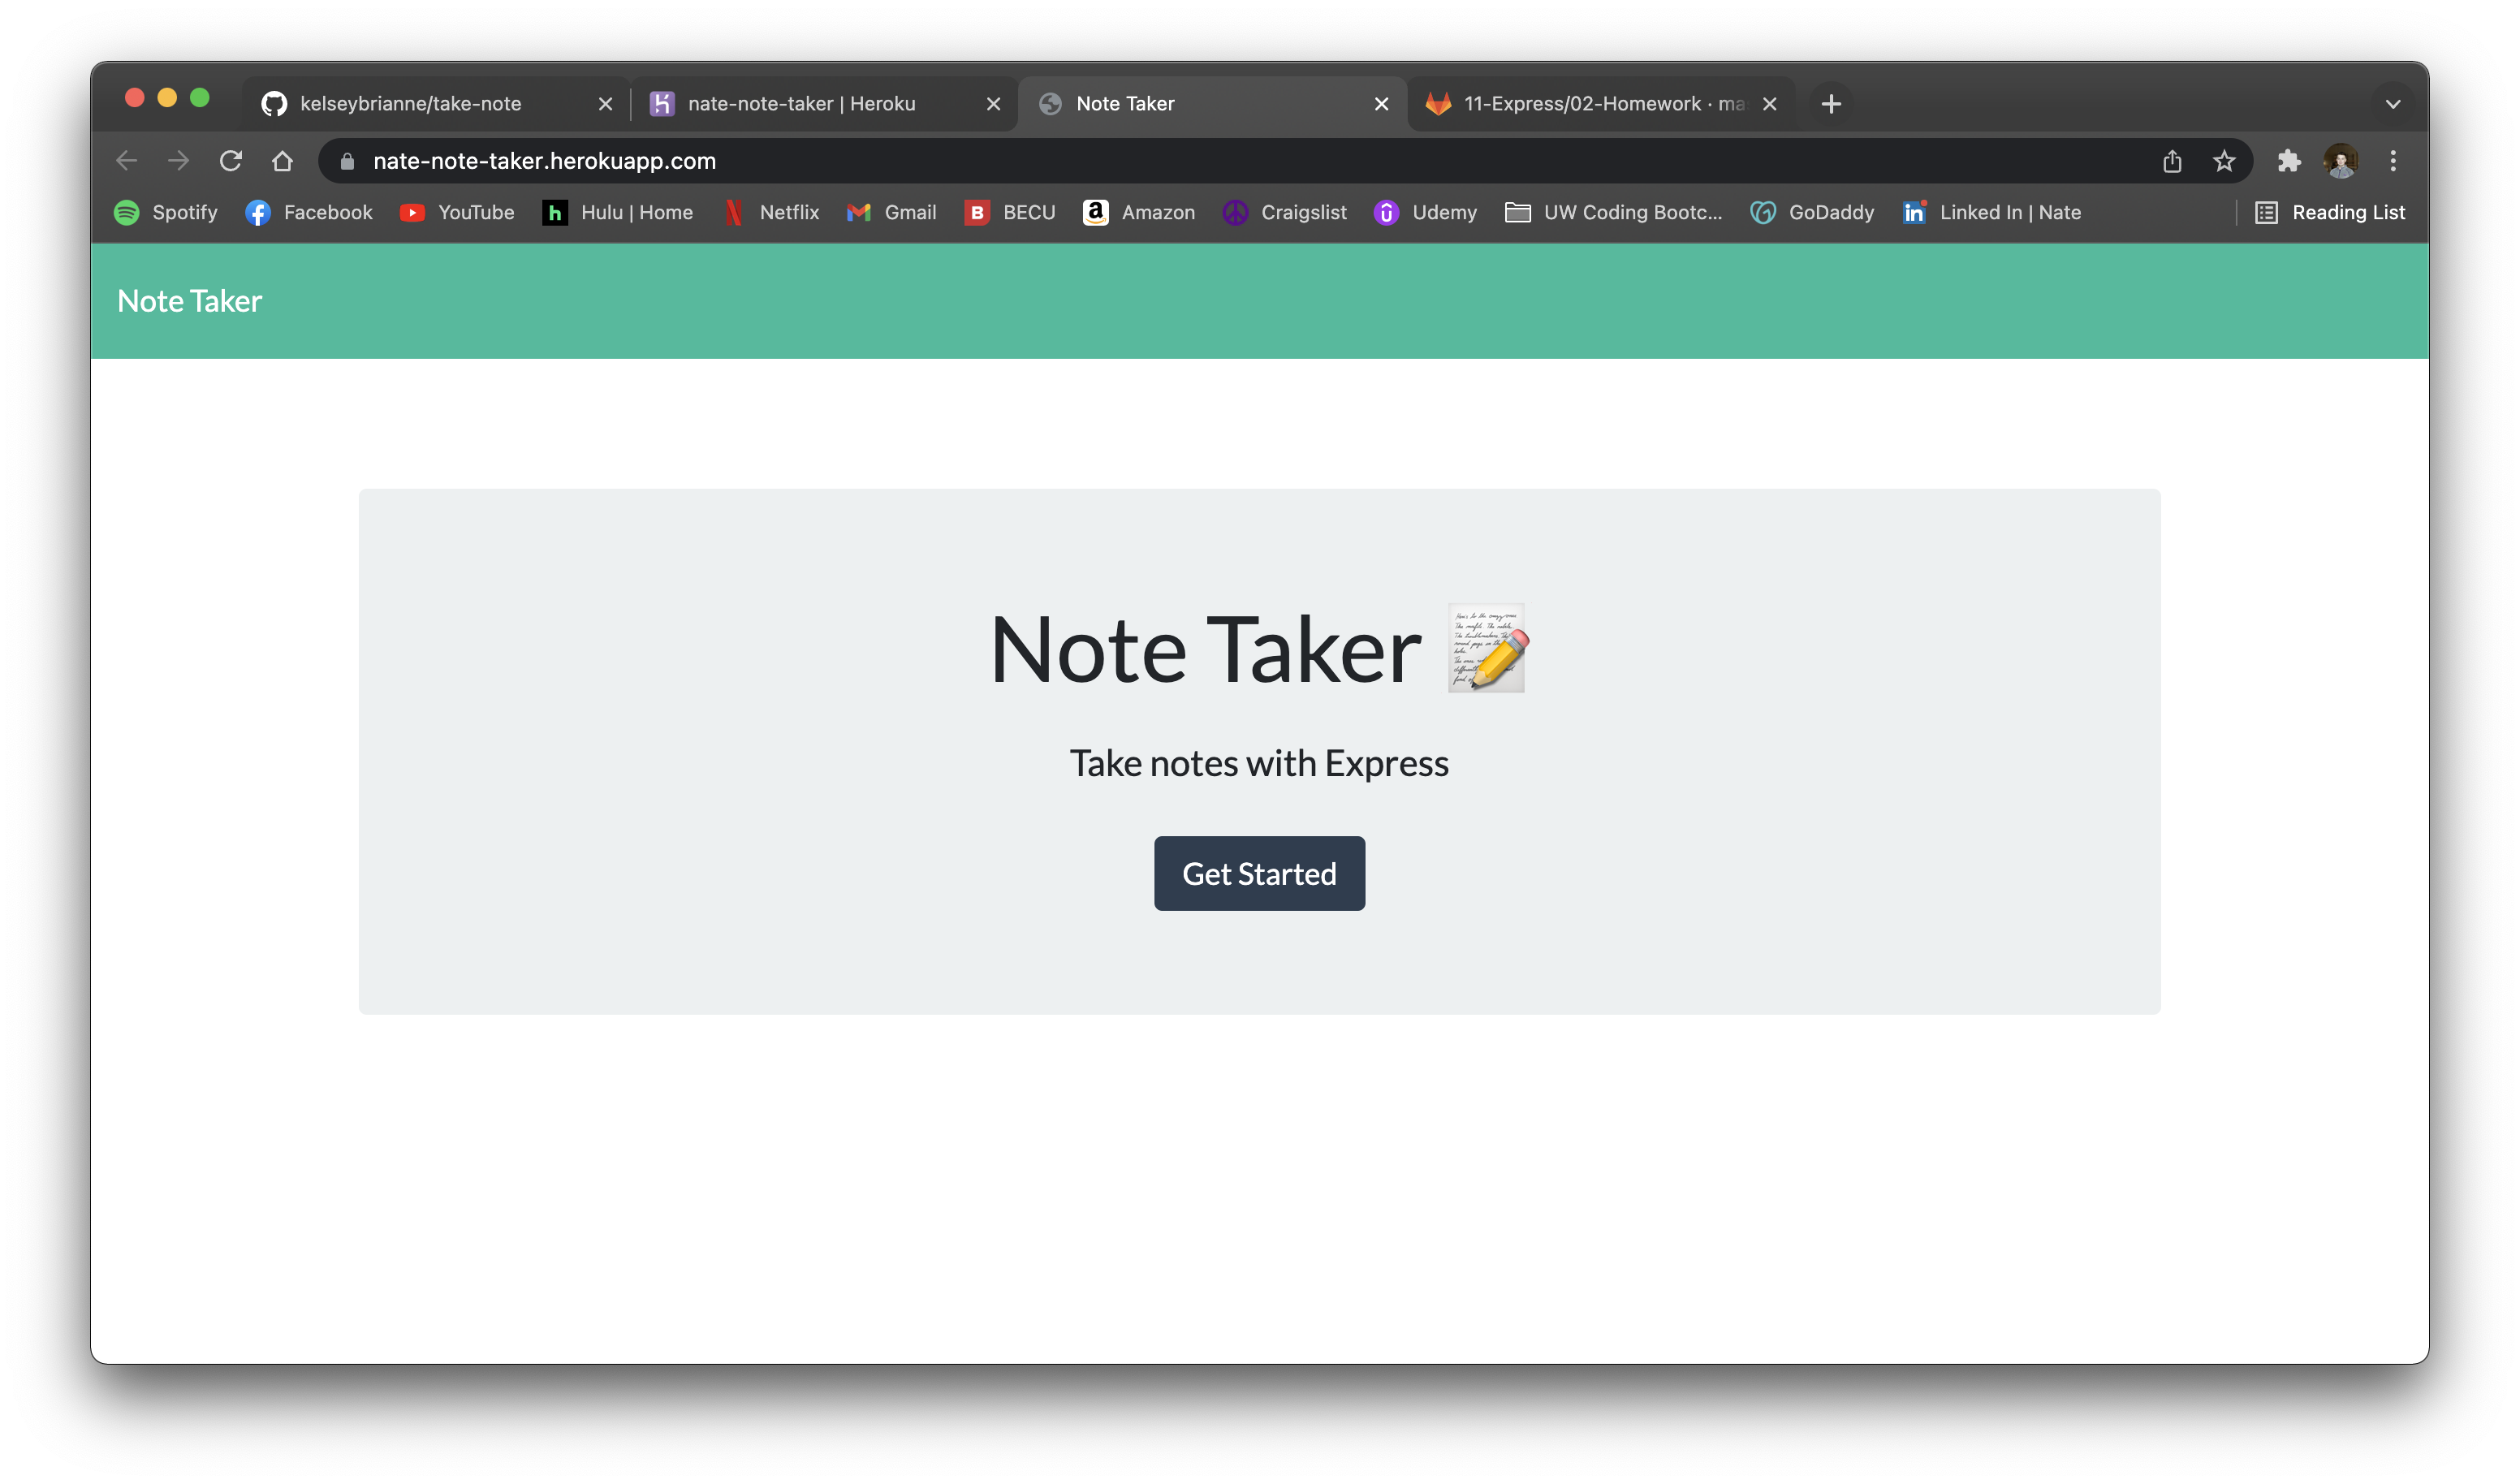 kelseybrianne/take-note
nate-note-taker | Heroku
Note Taker
11-Express/02-Homework · ma
nate-note-taker.herokuapp.com
Spotify Facebook YouTube Hulu | Home Netflix Gmail BECU Amazon Craigslist Udemy UW Coding Bootc... GoDaddy Linked In | Nate Reading List
Note Taker
Note Taker
Take notes with Express
Get Started